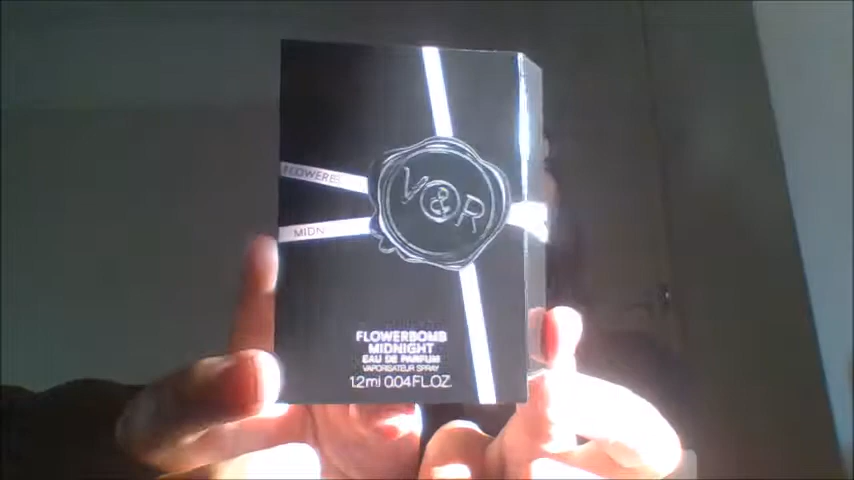 FLOWERB
MIDN
V&R
FLOWERBOMB
MIDNIGHT
EAU DE PARFUM
VAPORISATEUR SPRAY
1.2ml 0.04FL.OZ